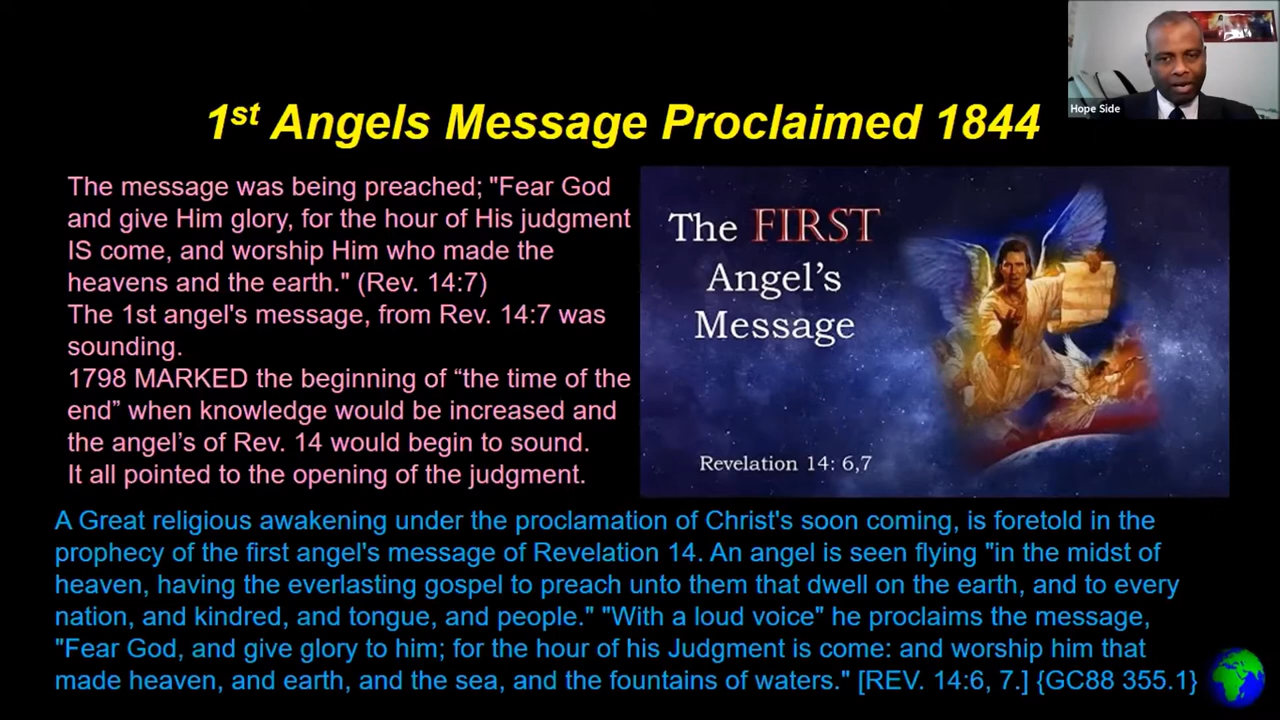 Hope Side
1st Angels Message Proclaimed 1844
The message was being preached; "Fear God
and give Him glory, for the hour of His judgment
IS come, and worship Him who made the
heavens and the earth." (Rev. 14:7)
The 1st angel's message, from Rev. 14:7 was
sounding.
1798 MARKED the beginning of “the time of the
end” when knowledge would be increased and
the angel’s of Rev. 14 would begin to sound.
It all pointed to the opening of the judgment.
The FIRST
Angel’s
Message
Revelation 14: 6,7
A Great religious awakening under the proclamation of Christ's soon coming, is foretold in the
prophecy of the first angel's message of Revelation 14. An angel is seen flying "in the midst of
heaven, having the everlasting gospel to preach unto them that dwell on the earth, and to every
nation, and kindred, and tongue, and people." "With a loud voice" he proclaims the message,
"Fear God, and give glory to him; for the hour of his Judgment is come: and worship him that
made heaven, and earth, and the sea, and the fountains of waters." [REV. 14:6, 7.] {GC88 355.1}